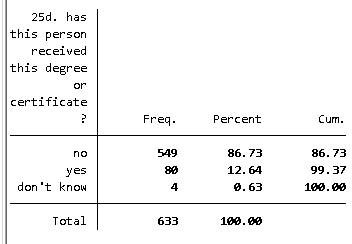 25d. has
this person
received
this degree
or
certificate
? Freq. Percent Cum.
no 549 86.73 86.73
yes 80 12.64 99.37
don't know 4 0.63 100.00
Total 633 100.00